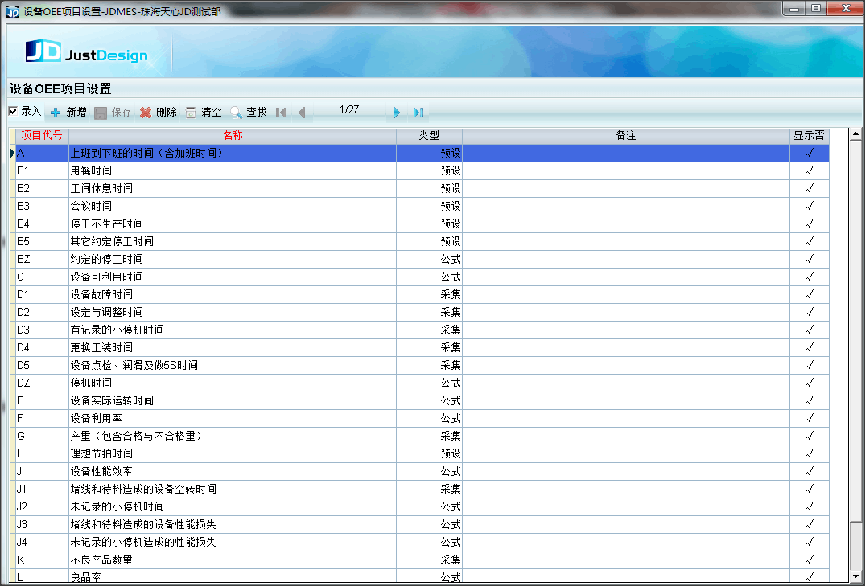 设备OEE项目设置-JDMES-珠海天心JD测试部
JD JustDesign
设备OEE项目设置
录入 新增 保存 删除 清空 查找 1/27
项目代号 名称 类型 备注 显示否
A 上班到下班的时间（含加班时间） 预设 √
用餐时间 预设 √
E2 工间休息时间 预设 √
E3 会议时间 预设 √
E4 停工不生产时间 预设 √
E5 其它约定停工时间 预设 √
EZ 约定的停工时间 公式 √
C 设备可利用时间 公式 √
D1 设备故障时间 采集 √
D2 设定与调整时间 采集 √
D3 有记录的小停机时间 采集 √
D4 更换工装时间 采集 √
D5 设备点检、润滑及做5S时间 采集 √
DZ 停机时间 公式 √
E 设备实际运转时间 公式 √
F 设备利用率 公式 √
G 产量（包含合格与不合格量） 采集 √
理想节拍时间 预设 √
J 设备性能效率 公式 √
J1 堵线和待料造成的设备空转时间 采集 √
J2 未记录的小停机时间 公式 √
J3 堵线和待料造成的设备性能损失 公式 √
J4 未记录的小停机造成的性能损失 公式 √
K 不良产品数量 采集 √
L 良品率 公式 √